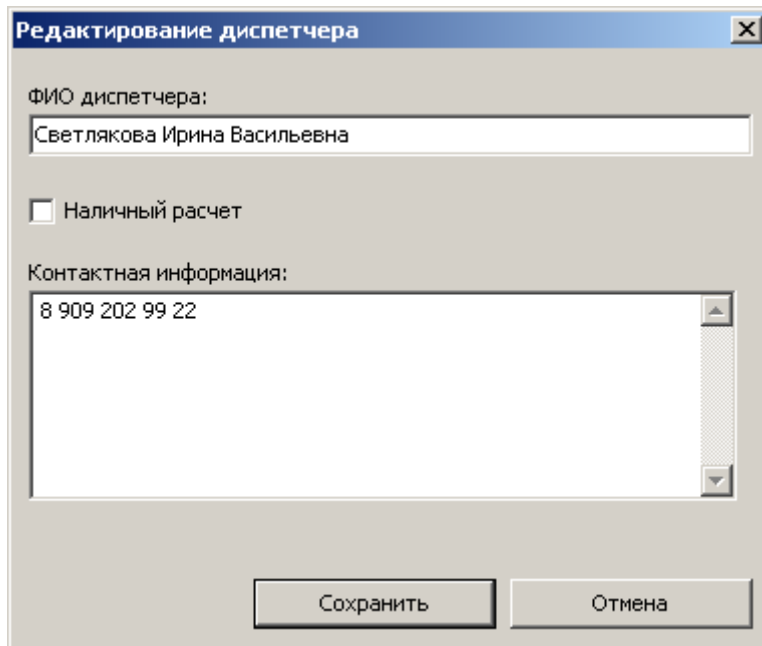 Редактирование диспетчера
ФИО диспетчера:
Светлякова Ирина Васильевна
Наличный расчет
Контактная информация:
8 909 202 99 22
Сохранить
Отмена